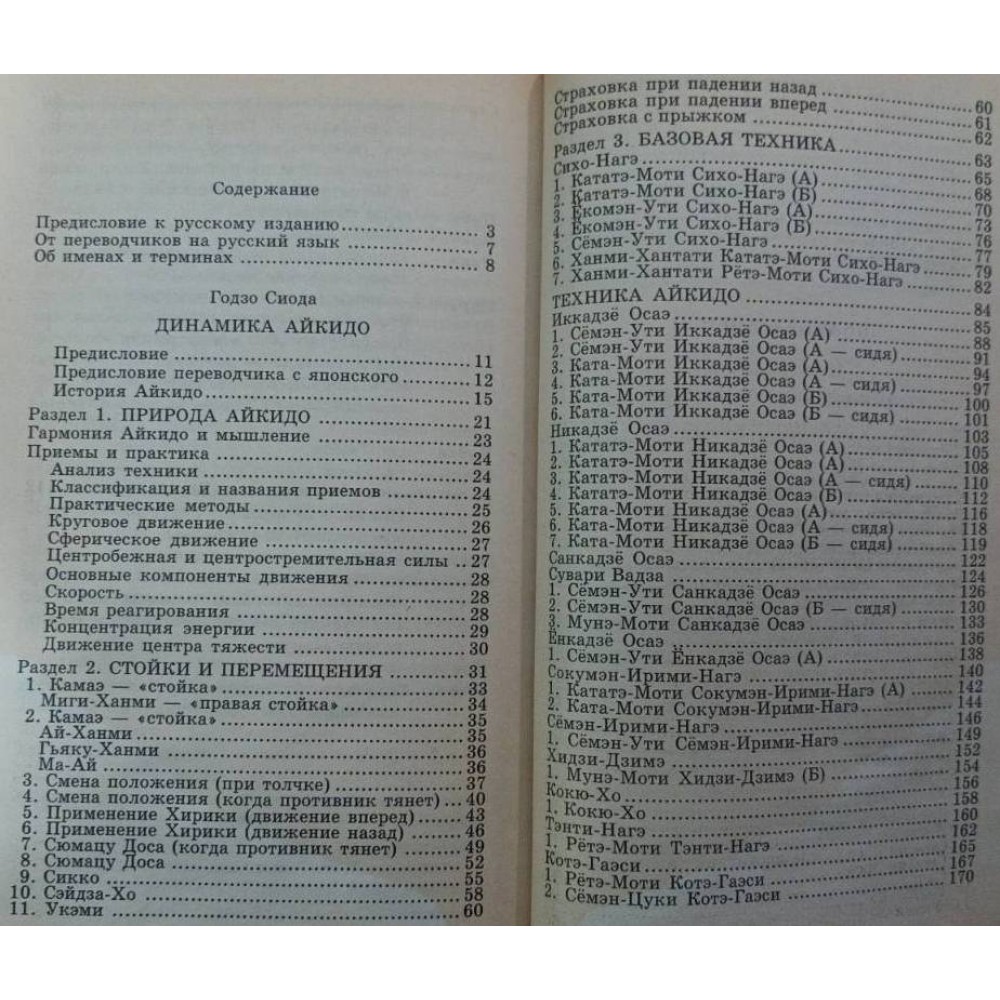 Содержание
Предисловие к русскому изданию........ 3
От переводчиков на русский язык ........ 7
Об именах и терминах ........ 8
Годзо Сиода
ДИНАМИКА АЙКИДО
Предисловие ........ 11
Предисловие переводчика с японского ........ 12
История Айкидо ........ 15
Раздел 1. ПРИРОДА АЙКИДО ........ 21
Гармония Айкидо и мышление ........ 23
Приемы и практика ........ 24
Анализ техники ........ 24
Классификация и названия приемов ........ 24
Практические методы ........ 25
Круговое движение ........ 26
Сферическое движение ........ 27
Центробежная и центростремительная силы .. 27
Основные компоненты движения ........ 28
Скорость ........ 28
Время реагирования ........ 28
Концентрация энергии ........ 29
Движение центра тяжести ........ 30
Раздел 2. СТОЙКИ И ПЕРЕМЕЩЕНИЯ ........ 31
1. Камаэ — «стойка» ........ 33
Миги-Ханми — «правая стойка» ........ 34
2. Камаэ — «стойка» ........ 35
Ай-Ханми ........ 35
Гьяку-Ханми ........ 36
Ма-Ай ........ 36
3. Смена положения (при толчке) ........ 37
4. Смена положения (когда противник тянет) ... 40
5. Применение Хирики (движение вперед) ........ 43
6. Применение Хирики (движение назад) ........ 46
7. Сюмацу Доса (когда противник тянет) ........ 49
8. Сюмацу Доса ........ 52
9. Сикко ........ 55
10. Сэйдза-Хо ........ 58
11. Укэми ........ 60
Страховка при падении назад ........ 60
Страховка при падении вперед ........ 61
Страховка с прыжком ........ 62
Раздел 3. БАЗОВАЯ ТЕХНИКА ........ 63
Сихо-Нагэ ........ 65
1. Кататэ-Моти Сихо-Нагэ (А) ........ 68
2. Кататэ-Моти Сихо-Нагэ (Б) ........ 70
3. Ёкомэн-Ути Сихо-Нагэ (А) ........ 73
4. Ёкомэн-Ути Сихо-Нагэ (Б) ........ 76
5. Сёмэн-Ути Сихо-Нагэ ........ 77
6. Ханми-Хантати Кататэ-Моти Сихо-Нагэ ........ 79
7. Ханми-Хантати Рётэ-Моти Сихо-Нагэ ........ 82
ТЕХНИКА АЙКИДО ........ 84
Иккадзё Осаэ ........ 85
1. Сёмэн-Ути Иккадзё Осаэ (А) ........ 88
2. Сёмэн-Ути Иккадзё Осаэ (А — сидя) ........ 91
3. Ката-Моти Иккадзё Осаэ (А) ........ 94
4. Ката-Моти Иккадзё Осаэ (А — сидя) ........ 97
5. Ката-Моти Иккадзё Осаэ (Б) ........ 100
6. Ката-Моти Иккадзё Осаэ (Б — сидя) ........ 101
Никадзё Осаэ ........ 103
1. Кататэ-Моти Никадзё Осаэ (А) ........ 105
2. Кататэ-Моти Никадзё Осаэ (А) ........ 108
3. Кататэ-Моти Никадзё Осаэ (А — сидя) ........ 110
4. Кататэ-Моти Никадзё Осаэ (Б) ........ 112
5. Ката-Моти Никадзё Осаэ (А) ........ 116
6. Ката-Моти Никадзё Осаэ (А — сидя) ........ 118
7. Ката-Моти Никадзё Осаэ (Б — сидя) ........ 119
Санкадзё Осаэ ........ 122
Сувари Вадза ........ 124
1. Сёмэн-Ути Санкадзё Осаэ ........ 126
2. Сёмэн-Ути Санкадзё Осаэ (Б — сидя) ........ 130
3. Мунэ-Моти Санкадзё Осаэ ........ 133
Ёнкадзё Осаэ ........ 136
1. Сёмэн-Ути Ёнкадзё Осаэ (А) ........ 138
Сокумэн-Ирими-Нагэ ........ 140
1. Кататэ-Моти Сокумэн-Ирими-Нагэ (А) ........ 142
2. Ката-Моти Сокумэн-Ирими-Нагэ ........ 144
Сёмэн-Ирими-Нагэ ........ 146
1. Сёмэн-Ути Сёмэн-Ирими-Нагэ ........ 149
Хидзи-Дзимэ ........ 152
1. Мунэ-Моти Хидзи-Дзимэ (Б) ........ 154
Кокю-Хо ........ 156
1. Кокю-Хо ........ 158
Тэнти-Нагэ ........ 160
1. Рётэ-Моти Тэнти-Нагэ ........ 162
Котэ-Гаэси ........ 165
1. Рётэ-Моти Котэ-Гаэси ........ 167
2. Сёмэн-Цуки Котэ-Гаэси ........ 170